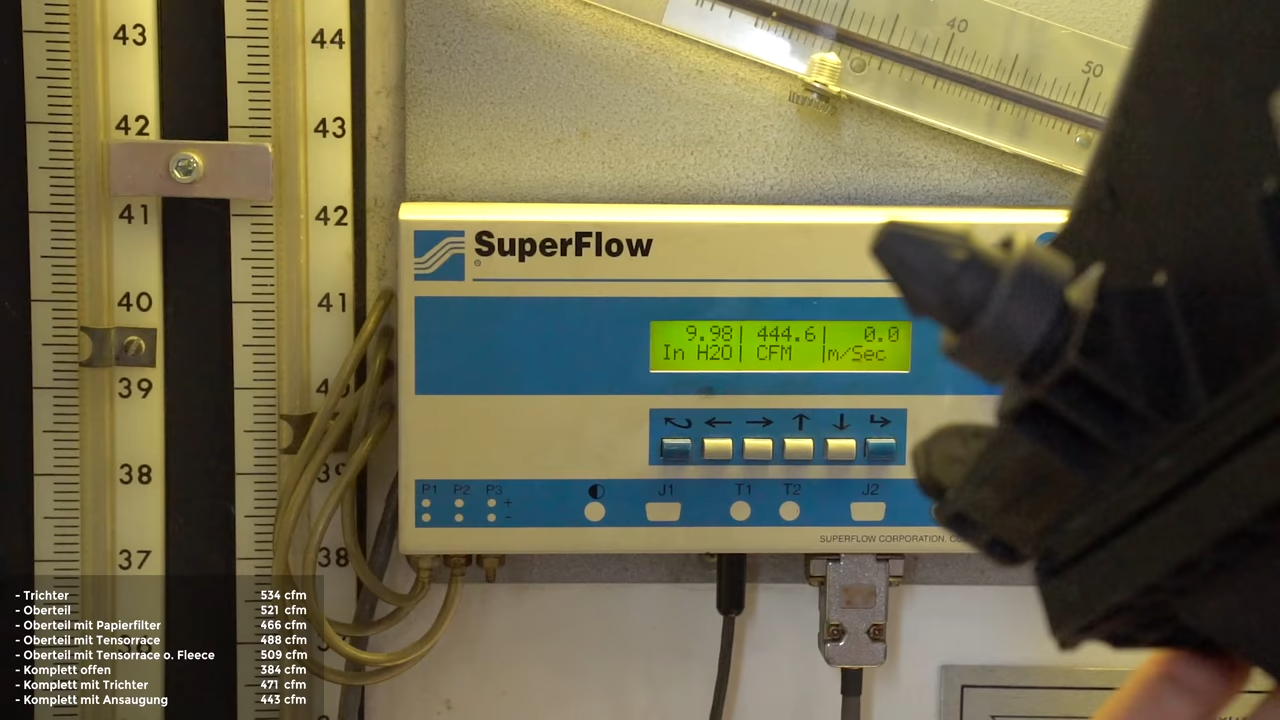 43
42
41
40
39
38
37
44
43
42
41
39
38
40
50
SuperFlow
®
9.98| 444.6| 0.0
In H2O| CFM |m/Sec
P1 P2 P3
+
-
J1
T1 T2
J2
SUPERFLOW CORPORATION,
- Trichter 534 cfm
- Oberteil 521 cfm
- Oberteil mit Papierfilter 466 cfm
- Oberteil mit Tensorrace 488 cfm
- Oberteil mit Tensorrace o. Fleece 509 cfm
- Komplett offen 384 cfm
- Komplett mit Trichter 471 cfm
- Komplett mit Ansaugung 443 cfm